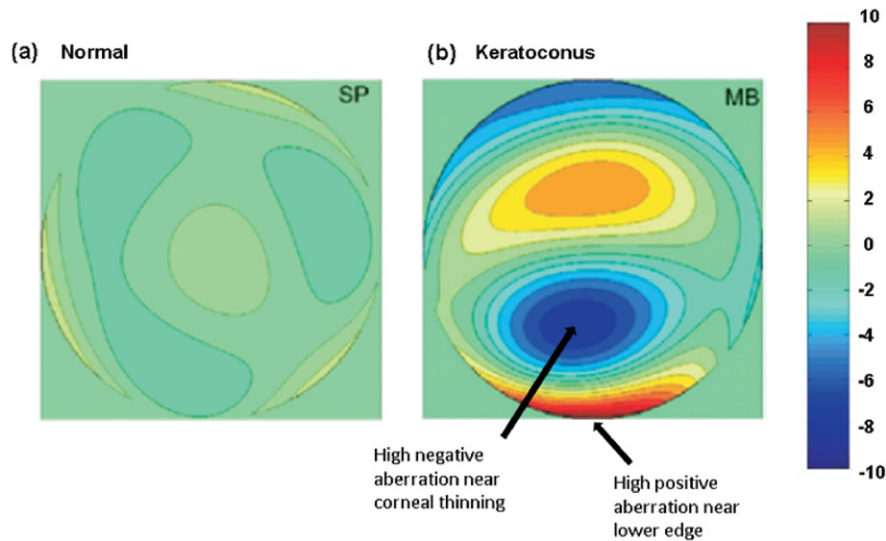 (a) Normal
(b) Keratoconus
SP
MB
10
8
6
4
2
0
-2
-4
-6
-8
-10
High negative
aberration near
corneal thinning
High positive
aberration near
lower edge